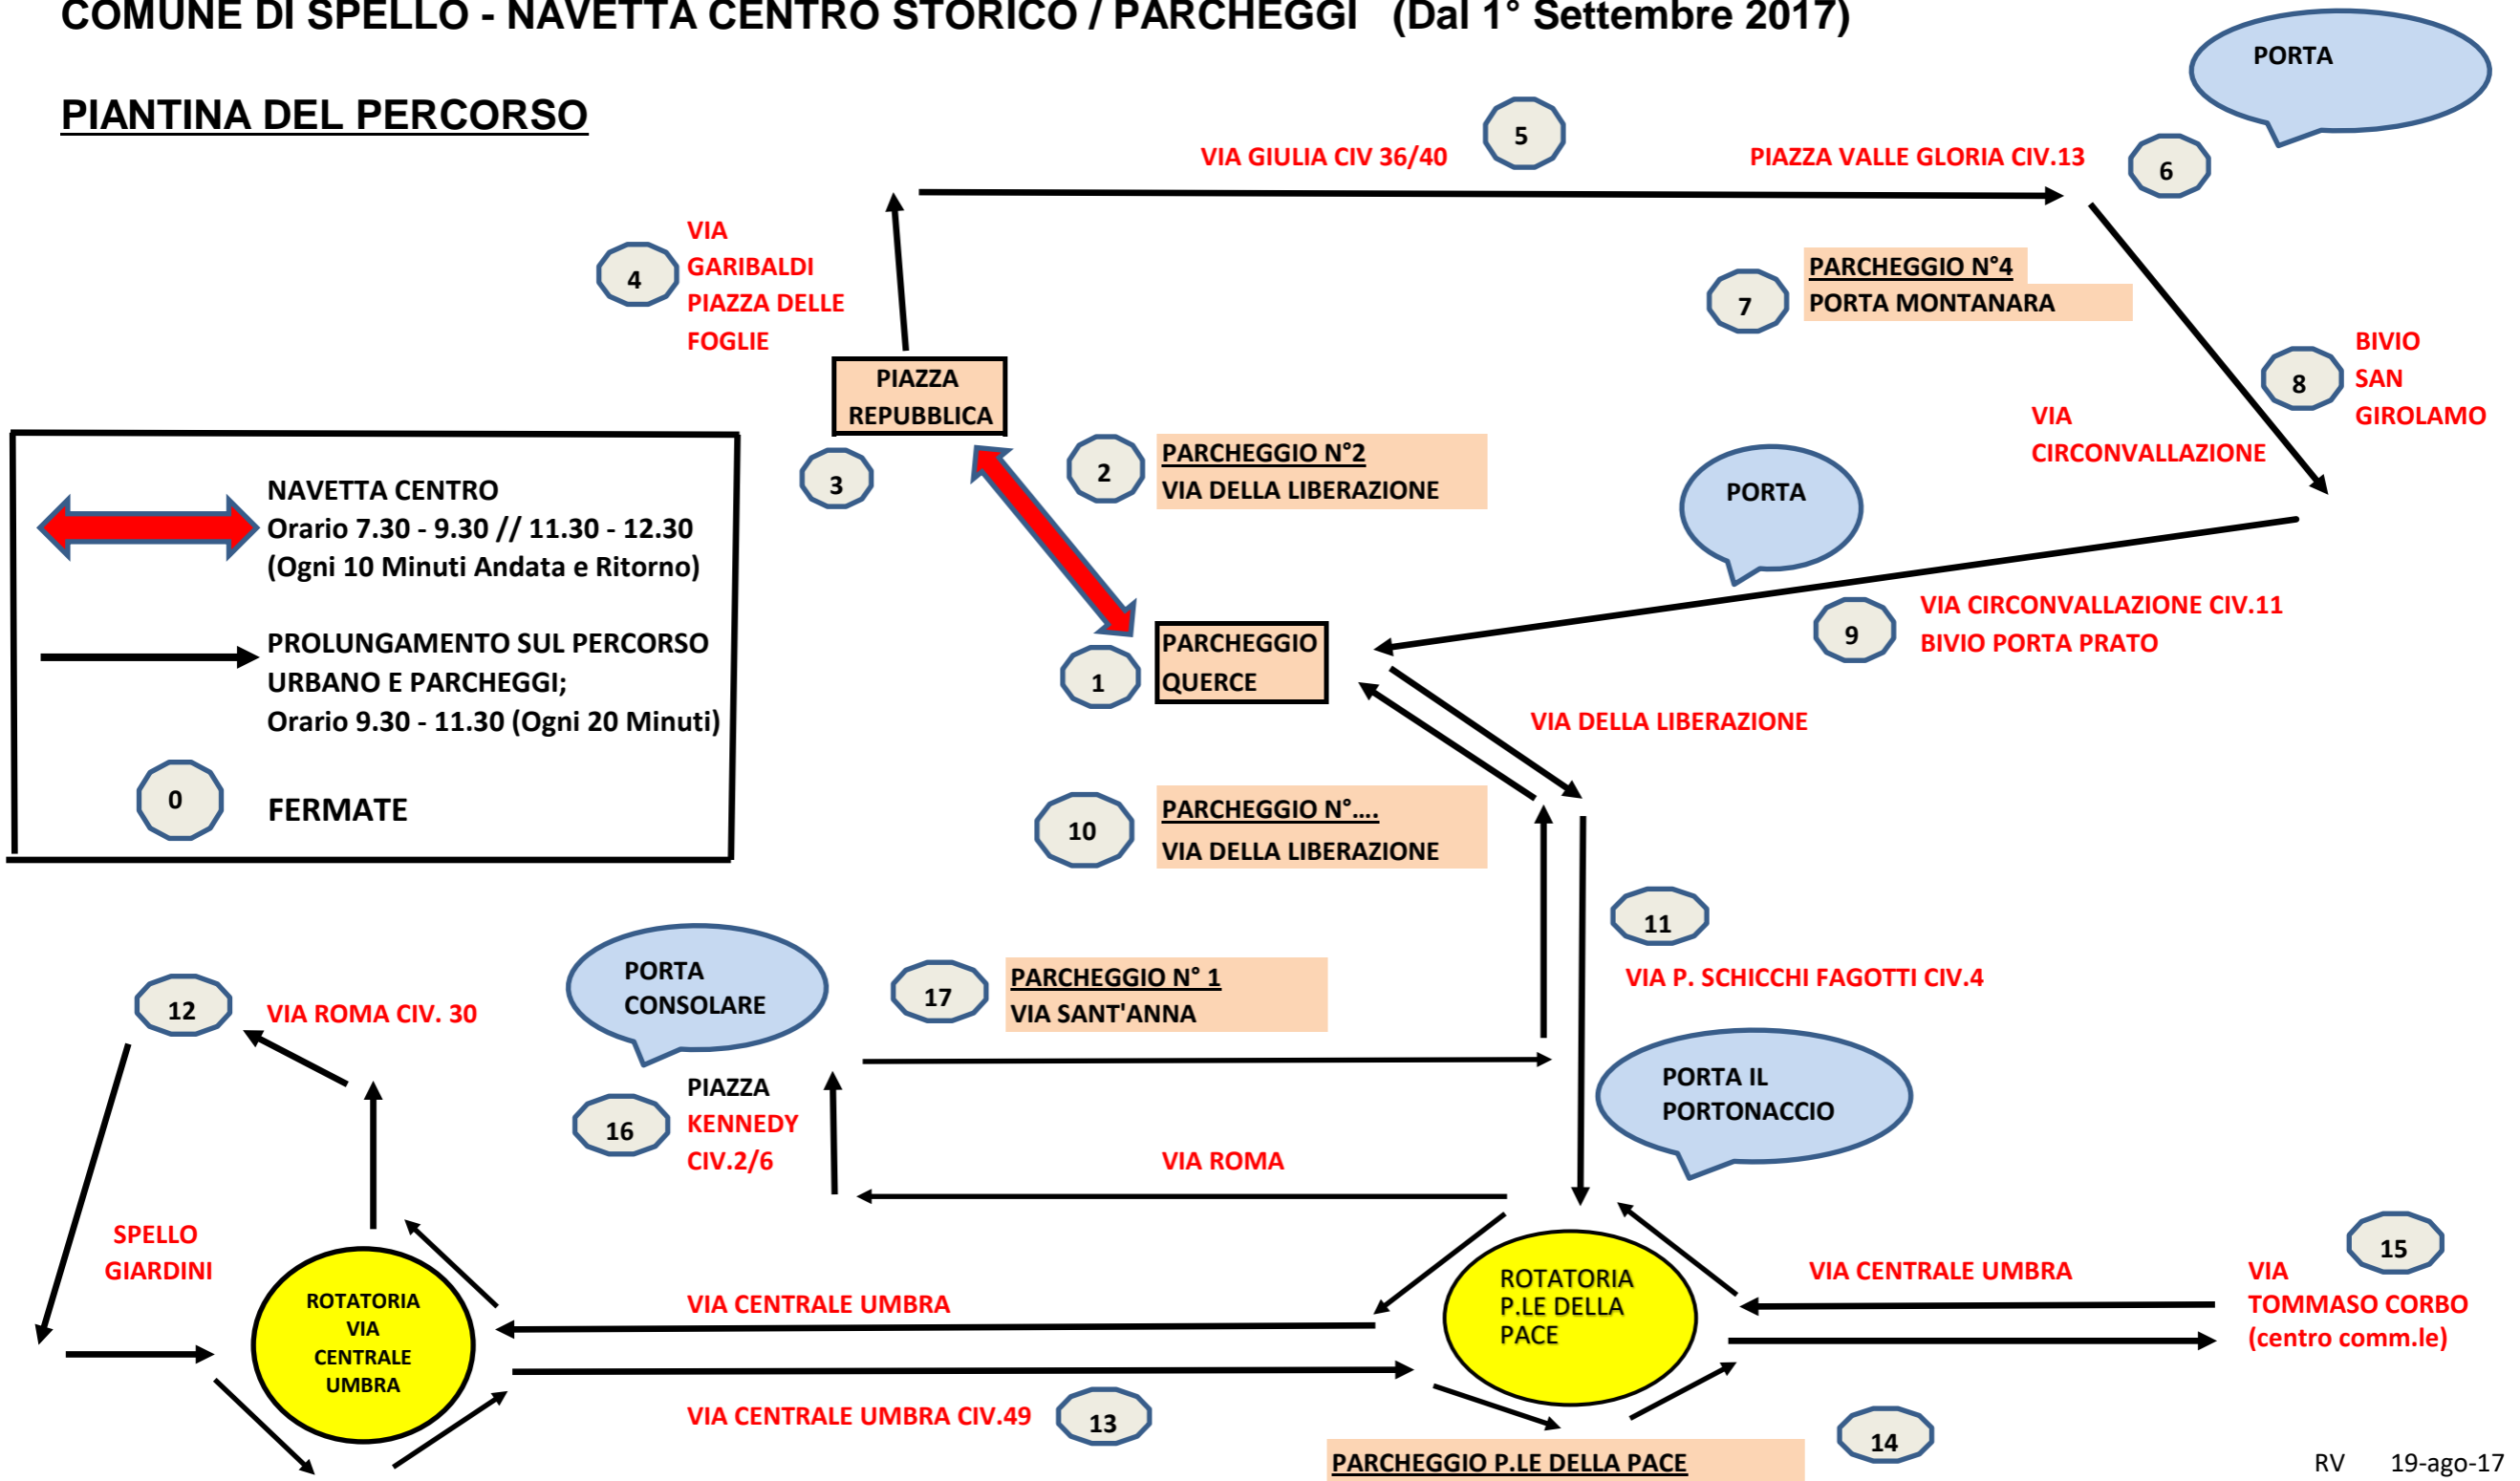 COMUNE DI SPELLO - NAVETTA CENTRO STORICO / PARCHEGGI (Dal 1° Settembre 2017)
PIANTINA DEL PERCORSO
PORTA
5
VIA GIULIA CIV 36/40
PIAZZA VALLE GLORIA CIV.13
6
4
VIA
GARIBALDI
PIAZZA DELLE
FOGLIE
7
PARCHEGGIO N°4
PORTA MONTANARA
8
BIVIO
SAN
GIROLAMO
PIAZZA
REPUBBLICA
3
2
PARCHEGGIO N°2
VIA DELLA LIBERAZIONE
VIA
CIRCONVALLAZIONE
PORTA
NAVETTA CENTRO
Orario 7.30 - 9.30 // 11.30 - 12.30
(Ogni 10 Minuti Andata e Ritorno)
PROLUNGAMENTO SUL PERCORSO
URBANO E PARCHEGGI;
Orario 9.30 - 11.30 (Ogni 20 Minuti)
0
FERMATE
9
VIA CIRCONVALLAZIONE CIV.11
BIVIO PORTA PRATO
1
PARCHEGGIO
QUERCE
VIA DELLA LIBERAZIONE
10
PARCHEGGIO N°....
VIA DELLA LIBERAZIONE
11
VIA P. SCHICCHI FAGOTTI CIV.4
12
VIA ROMA CIV. 30
PORTA
CONSOLARE
17
PARCHEGGIO N° 1
VIA SANT'ANNA
16
PIAZZA
KENNEDY
CIV.2/6
VIA ROMA
PORTA IL
PORTONACCIO
SPELLO
GIARDINI
ROTATORIA
VIA
CENTRALE
UMBRA
VIA CENTRALE UMBRA
ROTATORIA
P.LE DELLA
PACE
VIA CENTRALE UMBRA
15
VIA
TOMMASO CORBO
(centro comm.le)
VIA CENTRALE UMBRA CIV.49
13
14
PARCHEGGIO P.LE DELLA PACE
RV 19-ago-17